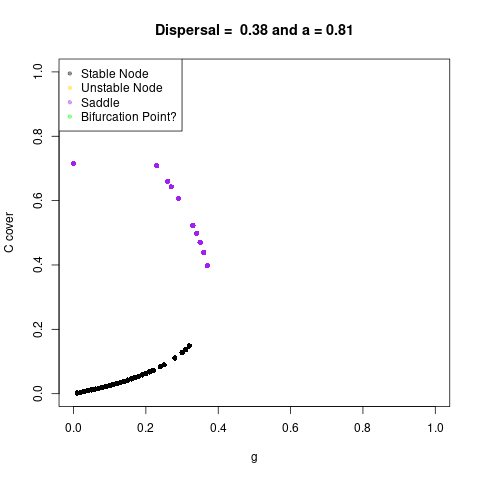 Dispersal =  0.38 and a = 0.81
Stable Node
Unstable Node
Saddle
Bifurcation Point?
C cover
1.0
0.8
0.6
0.4
0.2
0.0
0.0 0.2 0.4 0.6 0.8 1.0
g